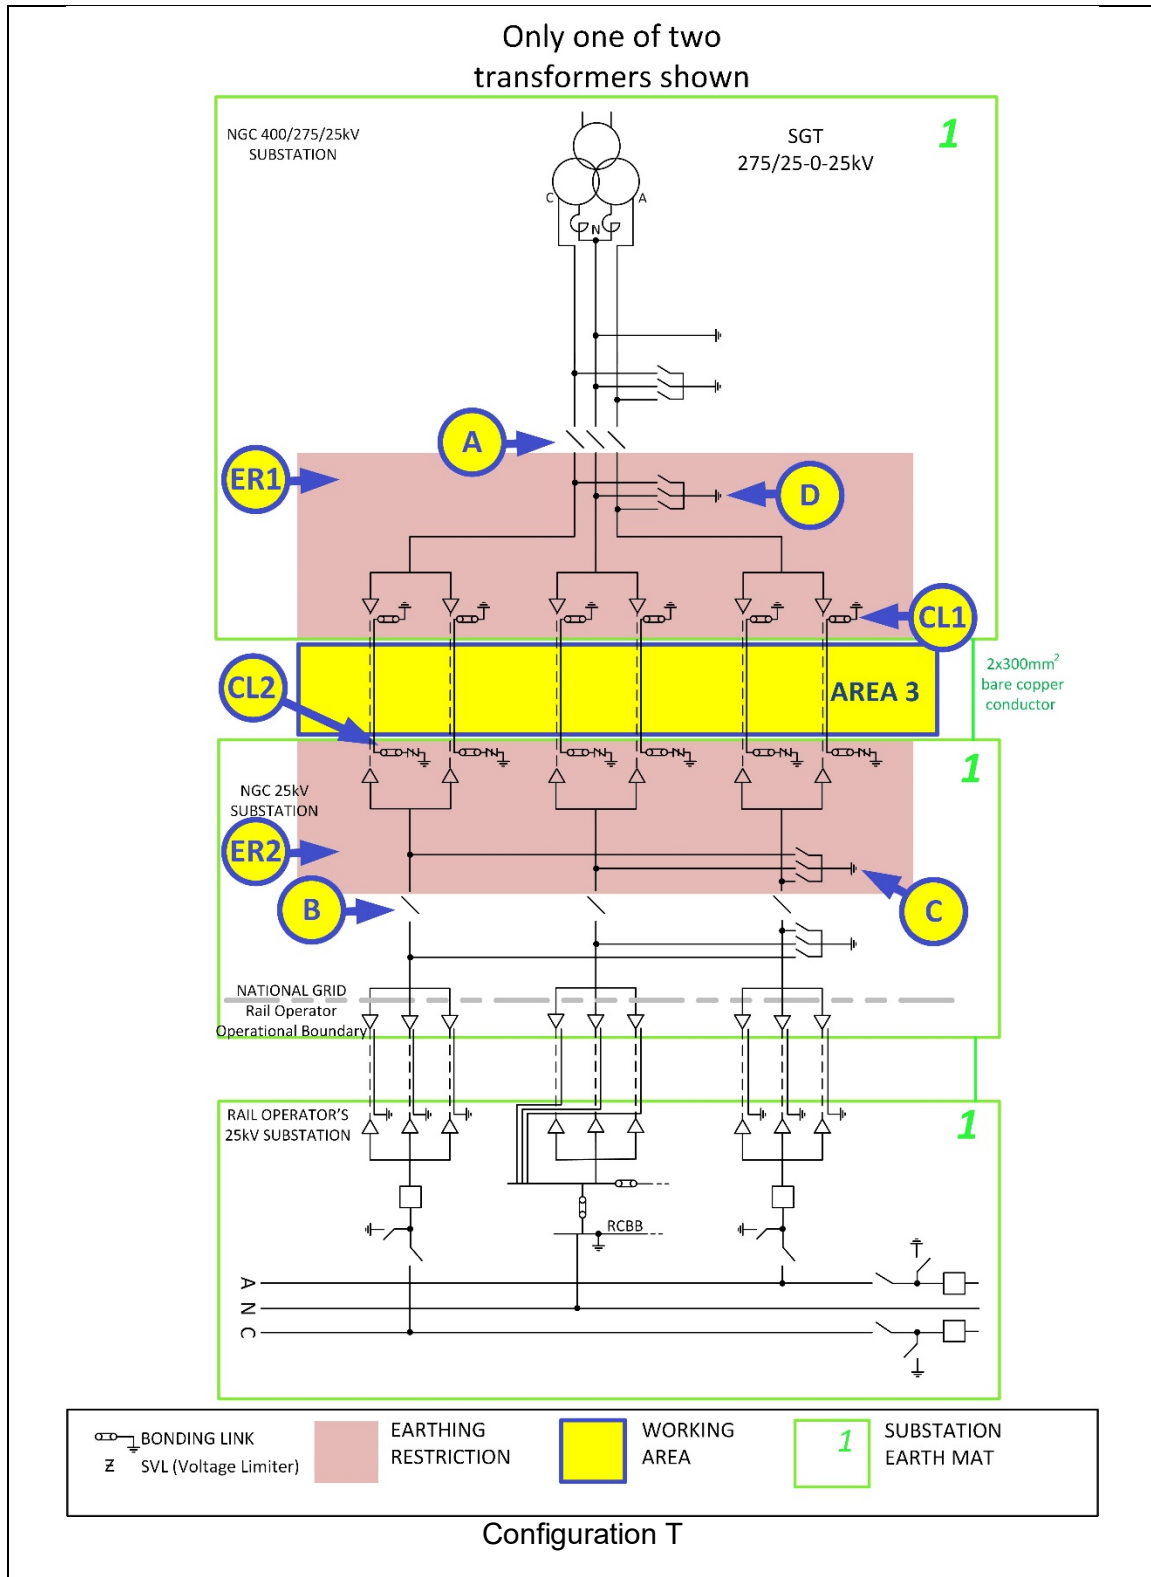 Only one of two
transformers shown
NGC 400/275/25kV
SUBSTATION
SGT
275/25-0-25kV
1
C
A
N
A
ER1
D
CL1
CL2
AREA 3
2x300mm²
bare copper
conductor
1
NGC 25kV
SUBSTATION
ER2
B
C
NATIONAL GRID
Rail Operator
Operational Boundary
RAIL OPERATOR'S
25kV SUBSTATION
1
RCBB
A
N
C
BONDING LINK
Z SVL (Voltage Limiter)
EARTHING
RESTRICTION
WORKING
AREA
1
SUBSTATION
EARTH MAT
Configuration T